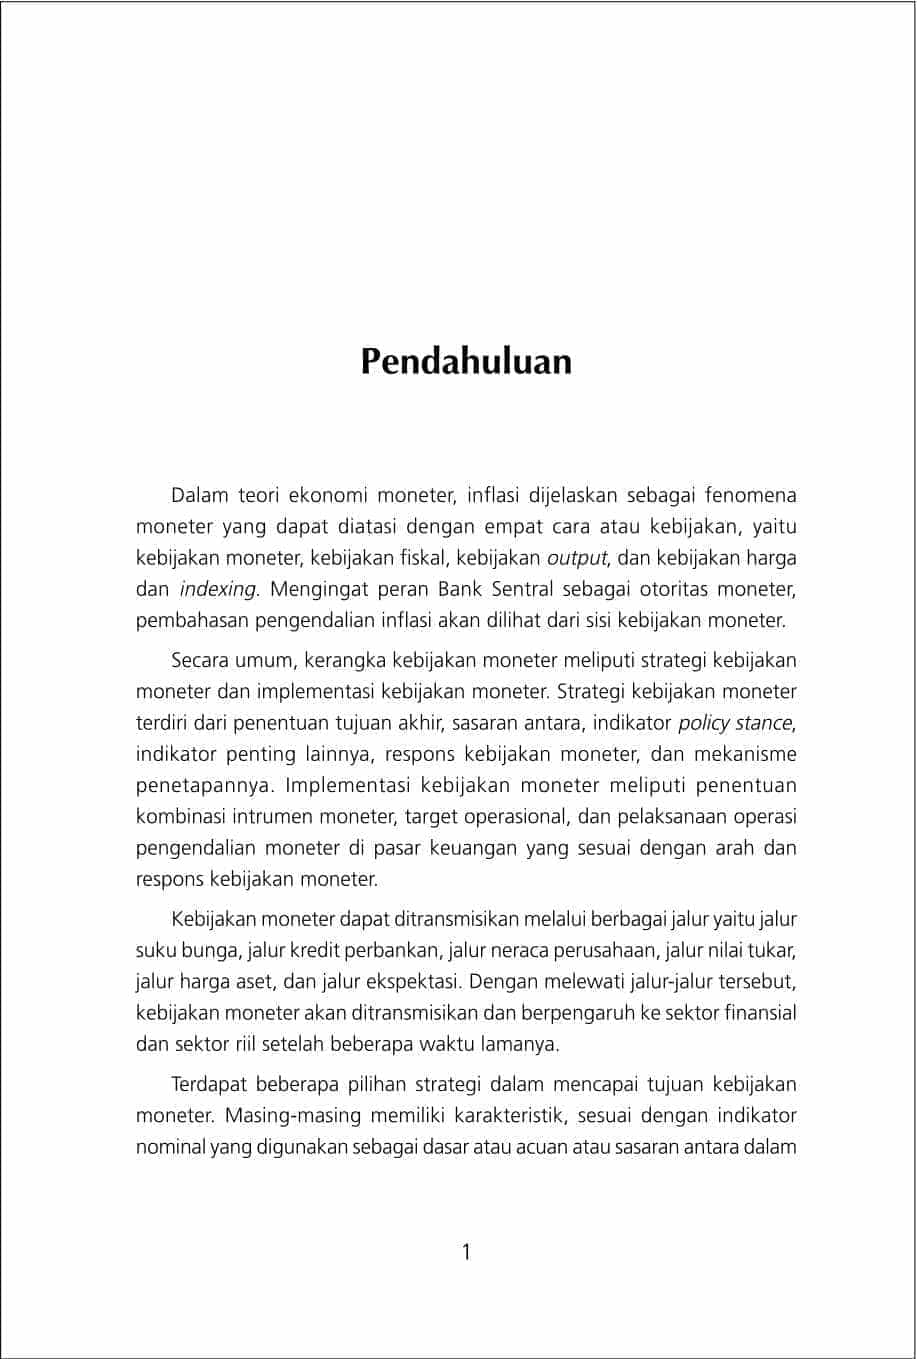 Pendahuluan
Dalam teori ekonomi moneter, inflasi dijelaskan sebagai fenomena
moneter yang dapat diatasi dengan empat cara atau kebijakan, yaitu
kebijakan moneter, kebijakan fiskal, kebijakan output, dan kebijakan harga
dan indexing. Mengingat peran Bank Sentral sebagai otoritas moneter,
pembahasan pengendalian inflasi akan dilihat dari sisi kebijakan moneter.
Secara umum, kerangka kebijakan moneter meliputi strategi kebijakan
moneter dan implementasi kebijakan moneter. Strategi kebijakan moneter
terdiri dari penentuan tujuan akhir, sasaran antara, indikator policy stance,
indikator penting lainnya, respons kebijakan moneter, dan mekanisme
penetapannya. Implementasi kebijakan moneter meliputi penentuan
kombinasi intrumen moneter, target operasional, dan pelaksanaan operasi
pengendalian moneter di pasar keuangan yang sesuai dengan arah dan
respons kebijakan moneter.
Kebijakan moneter dapat ditransmisikan melalui berbagai jalur yaitu jalur
suku bunga, jalur kredit perbankan, jalur neraca perusahaan, jalur nilai tukar,
jalur harga aset, dan jalur ekspektasi. Dengan melewati jalur-jalur tersebut,
kebijakan moneter akan ditransmisikan dan berpengaruh ke sektor finansial
dan sektor riil setelah beberapa waktu lamanya.
Terdapat beberapa pilihan strategi dalam mencapai tujuan kebijakan
moneter. Masing-masing memiliki karakteristik, sesuai dengan indikator
nominal yang digunakan sebagai dasar atau acuan atau sasaran antara dalam
1